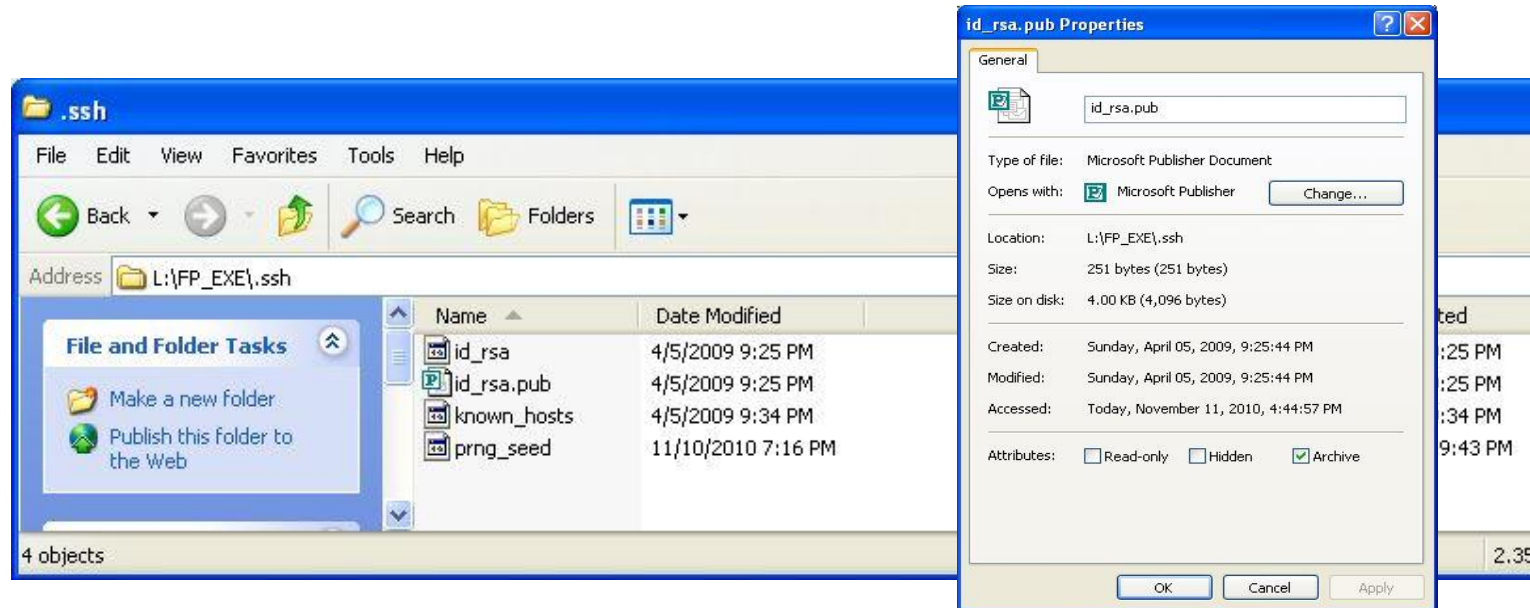 .ssh
File Edit View Favorites Tools Help
Back Search Folders
Address L:\FP_EXE\.ssh
File and Folder Tasks
Make a new folder
Publish this folder to
the Web
Name Date Modified
id_rsa 4/5/2009 9:25 PM
id_rsa.pub 4/5/2009 9:25 PM
known_hosts 4/5/2009 9:34 PM
prng_seed 11/10/2010 7:16 PM
4 objects
id_rsa.pub Properties
General
id_rsa.pub
Type of file: Microsoft Publisher Document
Opens with: Microsoft Publisher Change...
Location: L:\FP_EXE\.ssh
Size: 251 bytes (251 bytes)
Size on disk: 4.00 KB (4,096 bytes)
Created: Sunday, April 05, 2009, 9:25:44 PM
Modified: Sunday, April 05, 2009, 9:25:44 PM
Accessed: Today, November 11, 2010, 4:44:57 PM
Attributes: Read-only Hidden Archive
OK Cancel Apply
ted
:25 PM
:25 PM
:34 PM
9:43 PM
2.35